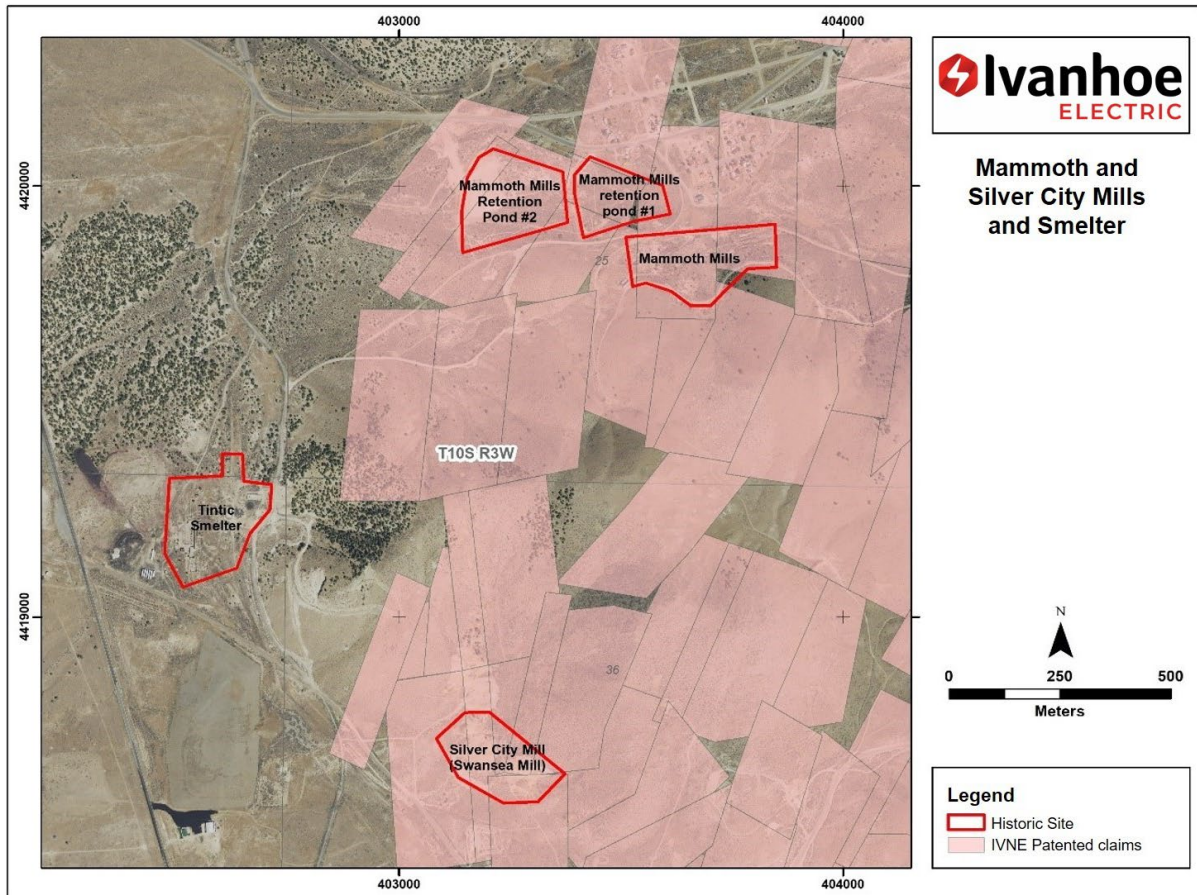 403000
404000
4420000
4419000
Mammoth Mills
Retention
Pond #2
Mammoth Mills
retention
pond #1
25
Mammoth Mills
T10S R3W
Tintic
Smelter
36
Silver City Mill
(Swansea Mill)
4420000
4419000
403000
404000
Ivanhoe
ELECTRIC
Mammoth and
Silver City Mills
and Smelter
N
0 250 500
Meters
Legend
Historic Site
IVNE Patented claims